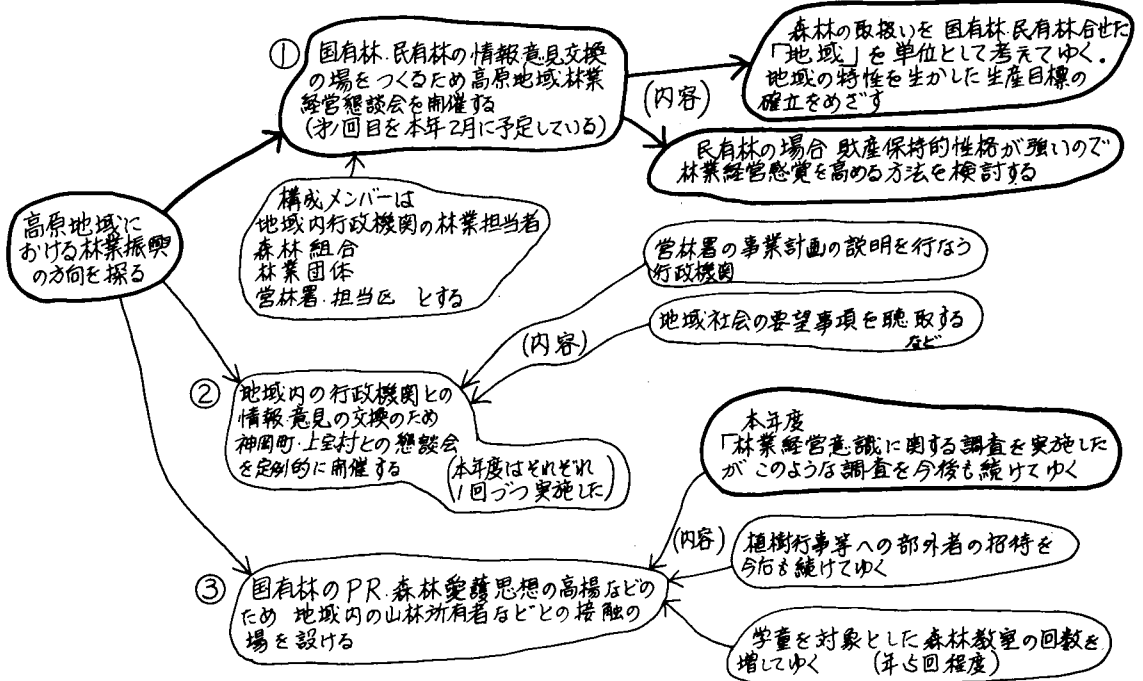 高原地域に
おける林業振興
の方向を探る
①
国有林.民有林の情報.意見交換
の場をつくるため高原地域林業
経営懇談会を開催する
(才1回目を本年2月に予定している)
(内容)
森林の取扱いを国有林.民有林合せた
「地域」を単位として考えてゆく.
地域の特性を生かした生産目標の
確立をめざす
民有林の場合 財産保持的性格が強いので
林業経営感覚を高める方法を検討する
構成メンバーは
地域内行政機関の林業担当者
森林組合
林業団体
営林署.担当区 とする
②
地域内の行政機関との
情報.意見の交換のため
神岡町.上宝村との懇談会
を定例的に開催する
(本年度はそれぞれ
1回づつ実施した)
(内容)
営林署の事業計画の説明を行なう
行政機関
地域社会の要望事項を聴取する
など
③
国有林のPR.森林愛護思想の高楊などの
ため 地域内の山林所有者などとの接触の
場を設ける
(内容)
本年度
「林業経営意識に関する調査を実施した
が このような調査を今後も続けてゆく
植樹行事等への部外者の招待を
今后も続けてゆく
学童を対象とした森林教室の回数を
増してゆく (年5回程度)